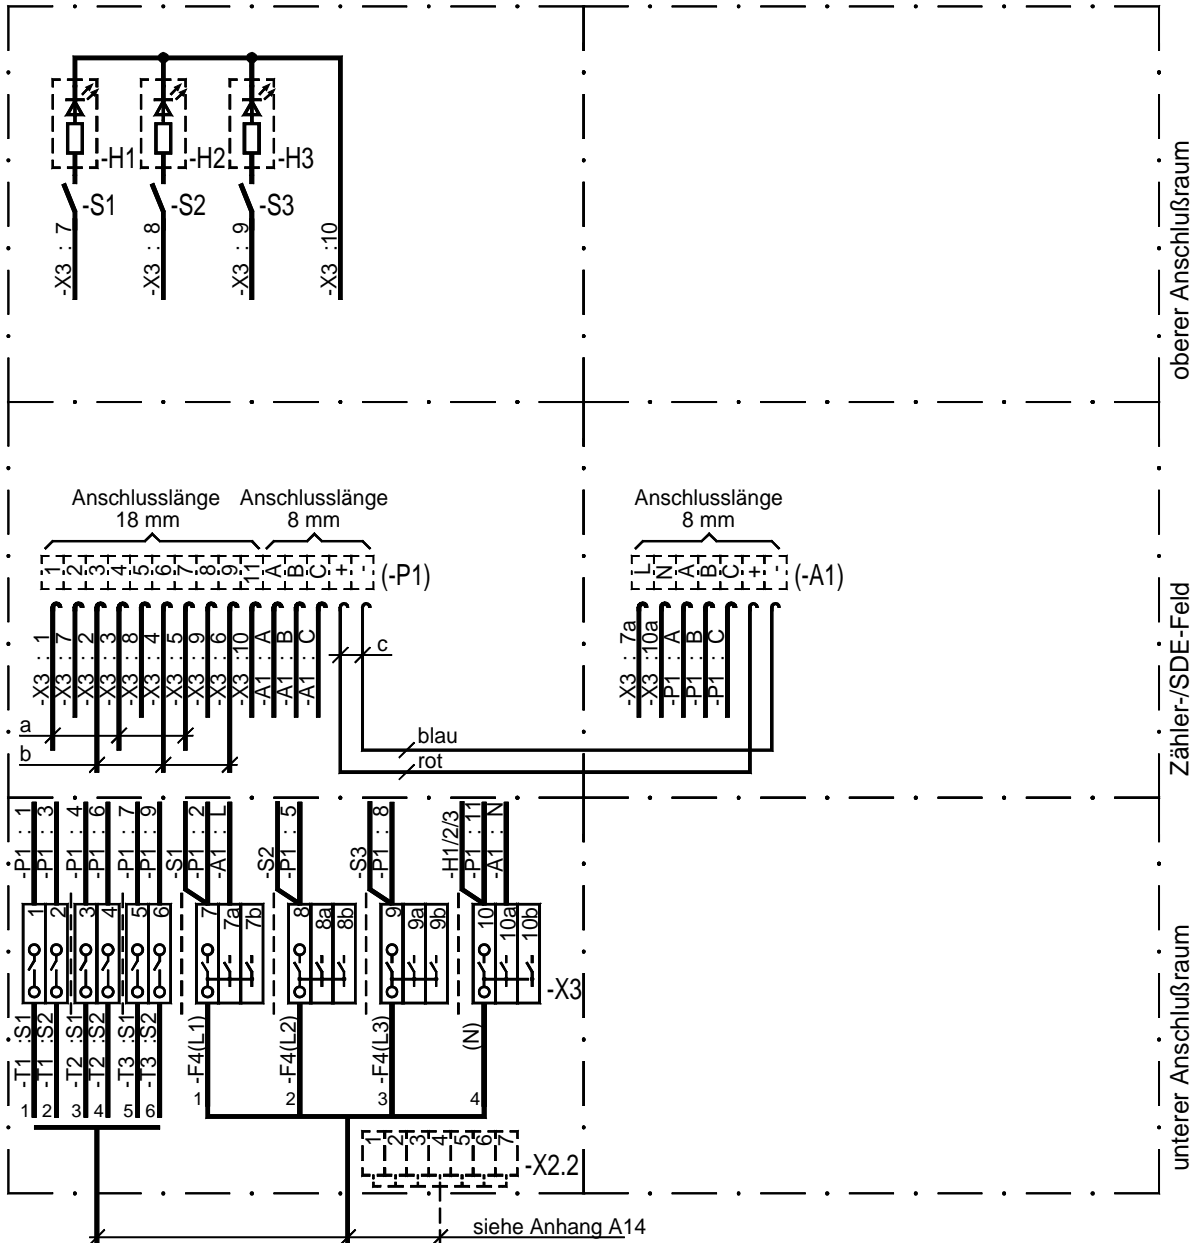 -H1
-H2
-H3
-S1
-S2
-S3
-X3 : 7
-X3 : 8
-X3 : 9
-X3 :10
oberer Anschlußraum
Anschlusslänge
18 mm
Anschlusslänge
8 mm
Anschlusslänge
8 mm
1 2 3 4 5 6 7 8 9 11 A B C + -
(-P1)
L N A B C + -
(-A1)
-X3 : 1
-X3 : 7
-X3 : 2
-X3 : 3
-X3 : 8
-X3 : 4
-X3 : 5
-X3 : 9
-X3 : 6
-X3 :10
-A1 : A
-A1 : B
-A1 : C
c
-X3 : 7a
-X3 :10a
-P1 : A
-P1 : B
-P1 : C
a
b
blau
rot
Zähler-/SDE-Feld
-P1 : 1
-P1 : 3
-P1 : 4
-P1 : 6
-P1 : 7
-P1 : 9
-S1
-P1 : 2
-A1 : L
-S2
-P1 : 5
-S3
-P1 : 8
-H1/2/3
-P1 : 11
-A1 : N
1 2 3 4 5 6 7 7a 7b 8 8a 8b 9 9a 9b 10 10a 10b
-X3
-T1 :S1
-T1 :S2
-T2 :S1
-T2 :S2
-T3 :S1
-T3 :S2
-F4(L1)
-F4(L2)
-F4(L3)
(N)
1 2 3 4 5 6 1 2 3 4
1 2 3 4 5 6 7
-X2.2
unterer Anschlußraum
siehe Anhang A14